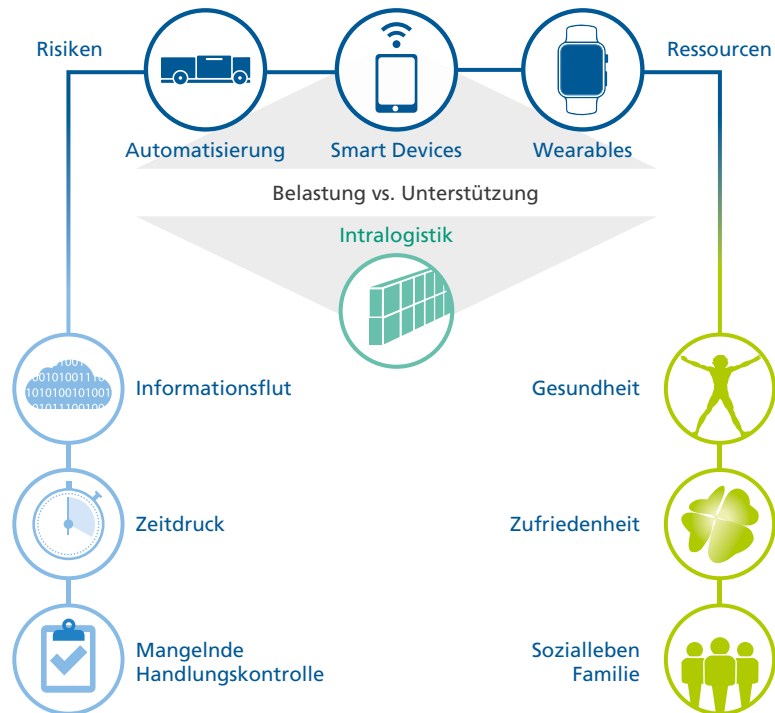 Risiken
Ressourcen
Automatisierung
Smart Devices
Wearables
Belastung vs. Unterstützung
Intralogistik
Informationsflut
Gesundheit
Zeitdruck
Zufriedenheit
Mangelnde
Handlungskontrolle
Sozialleben
Familie